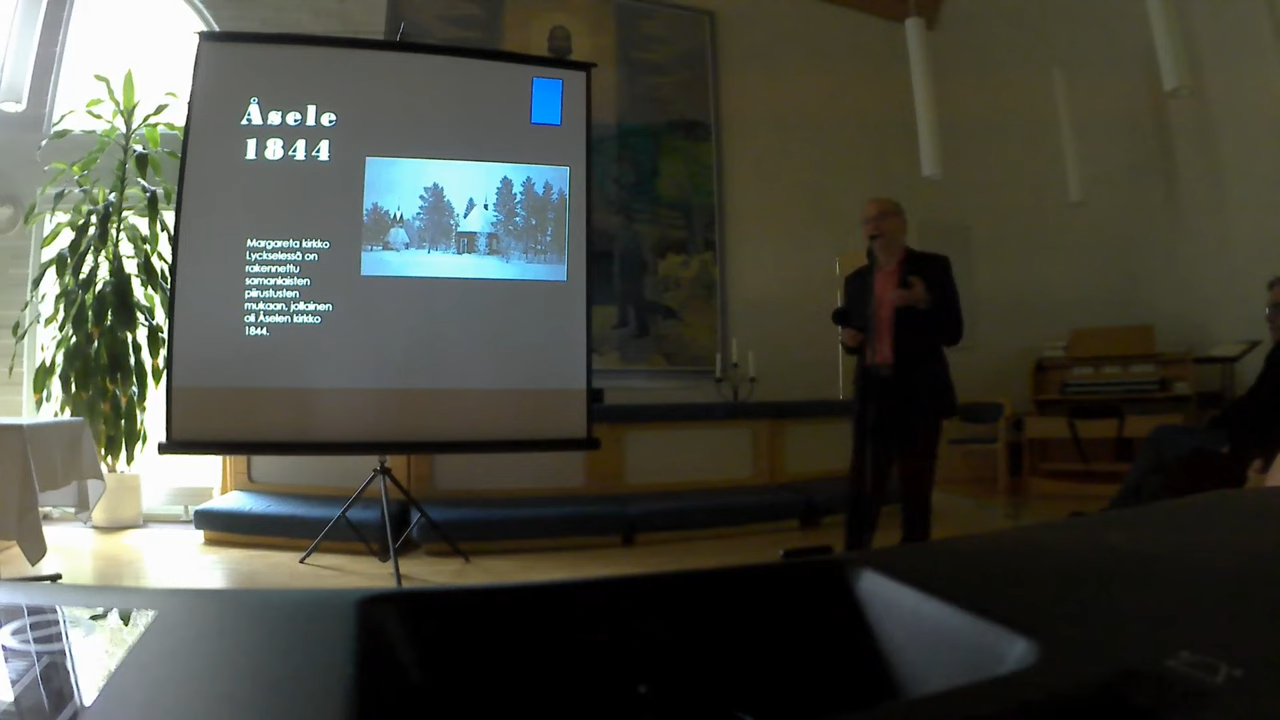 Åsele
1844
Margareta kirkko
Lyckselessä on
rakennettu
samanlaisten
piirustusten
mukaan, jollainen
oli Åselen kirkko
1844.